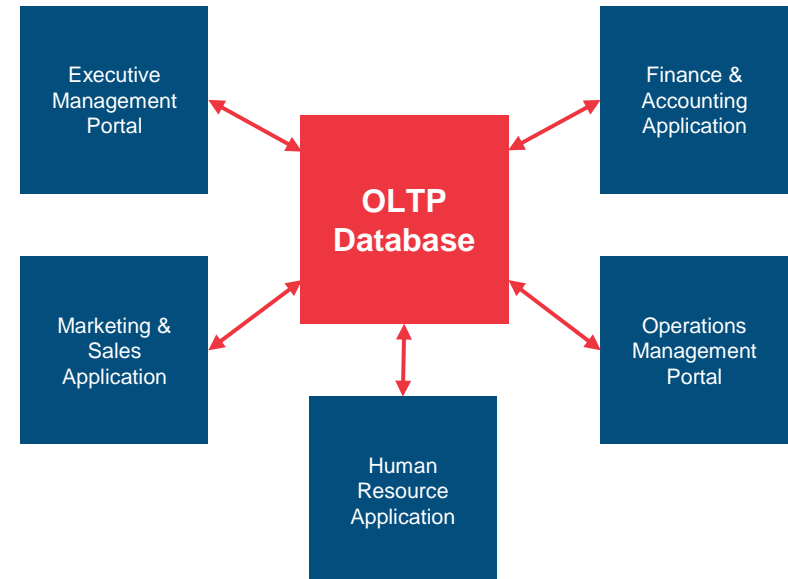 Executive
Management
Portal
Finance &
Accounting
Application
OLTP
Database
Marketing &
Sales
Application
Operations
Management
Portal
Human
Resource
Application